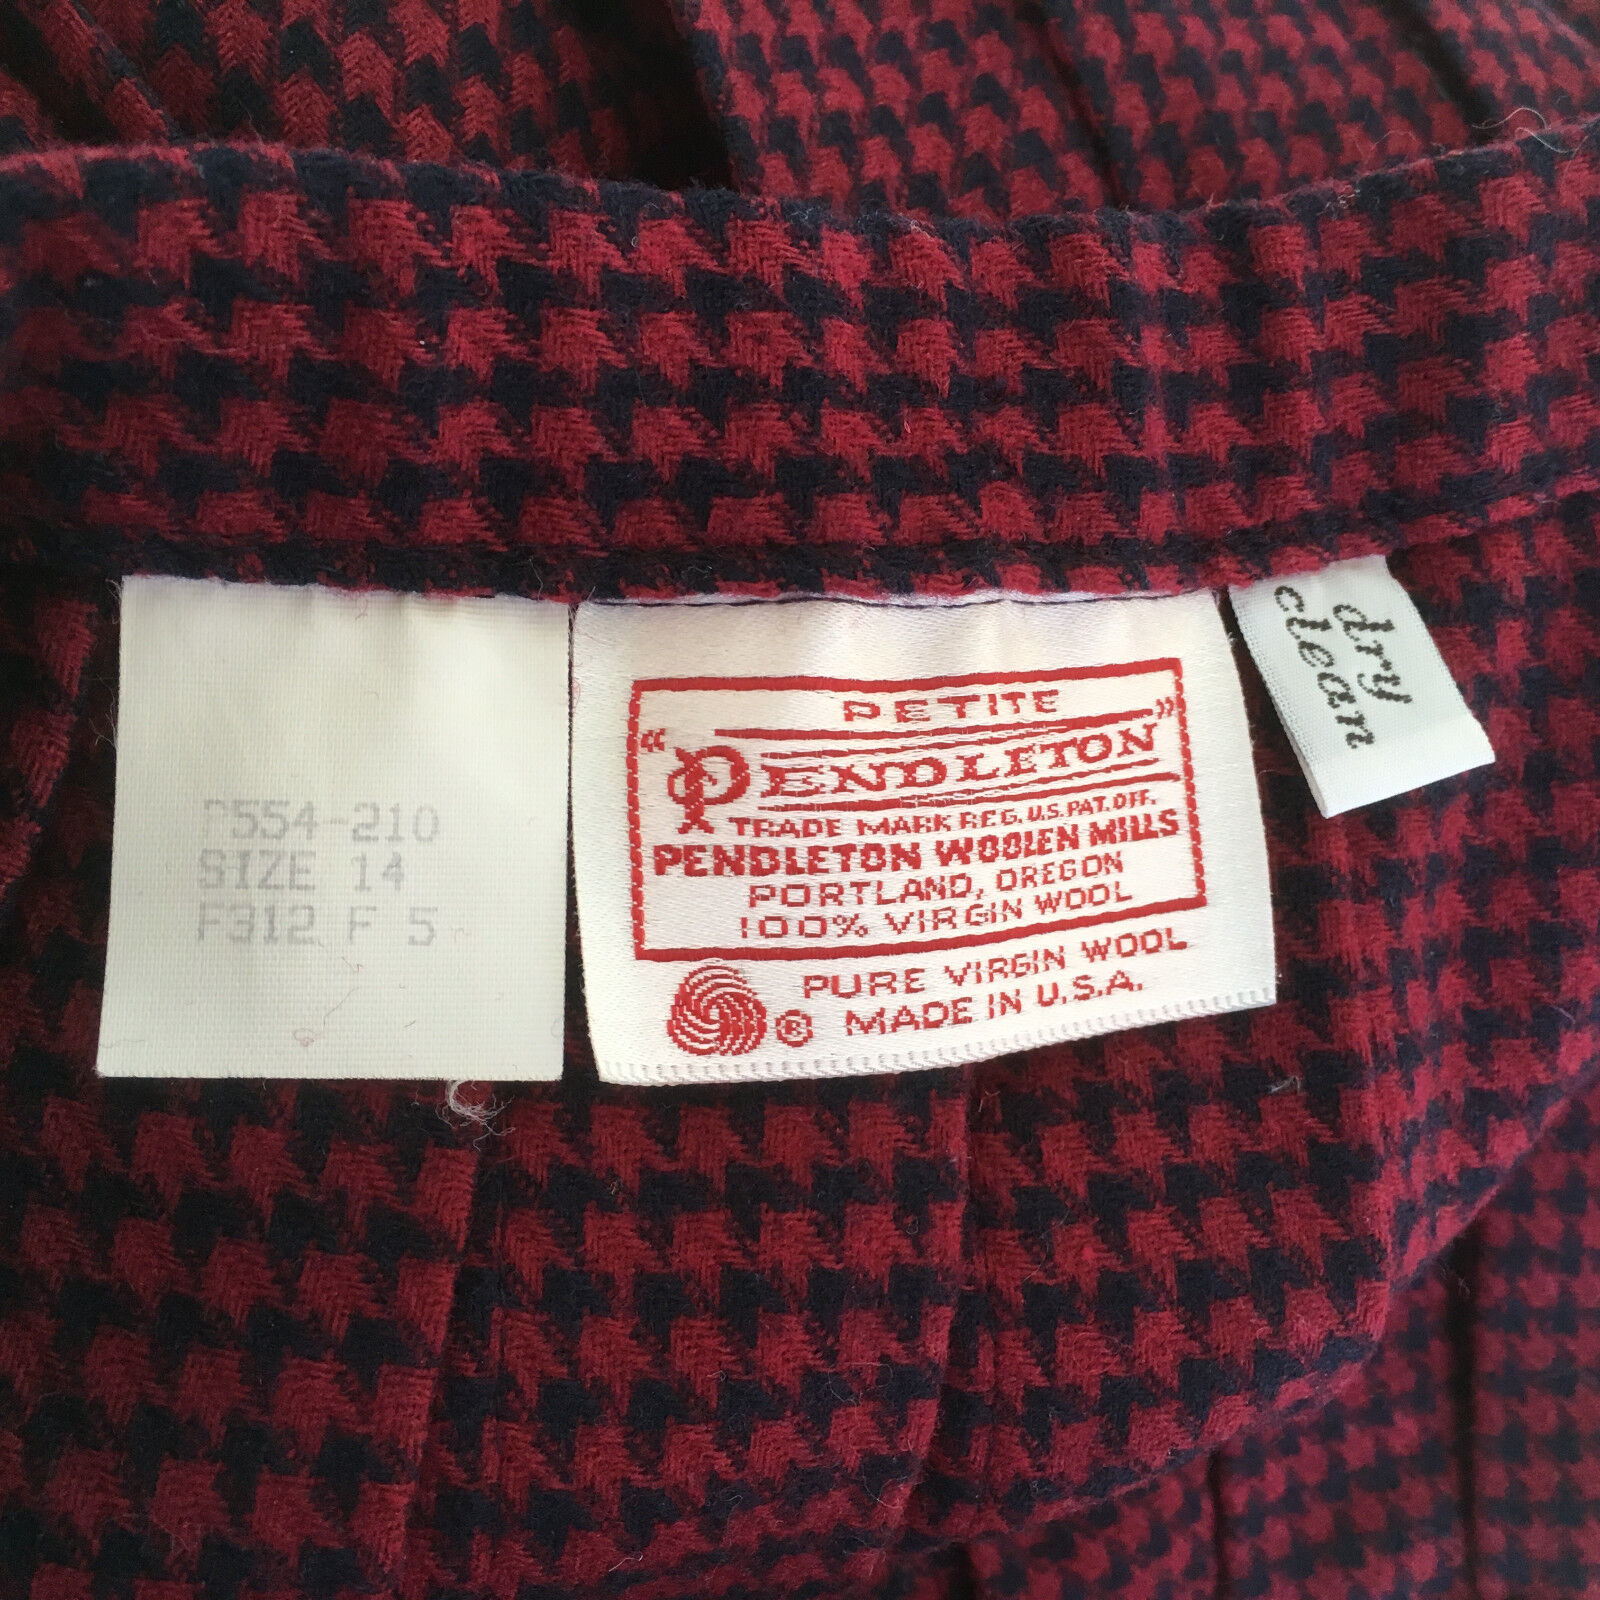 P554-210
SIZE 14
F312 F 5
PETITE
"PENDLETON"
TRADE MARK REG. U.S. PAT. OFF.
PENDLETON WOOLEN MILLS
PORTLAND, OREGON
100% VIRGIN WOOL
PURE VIRGIN WOOL
® MADE IN U.S.A.
dry
clean